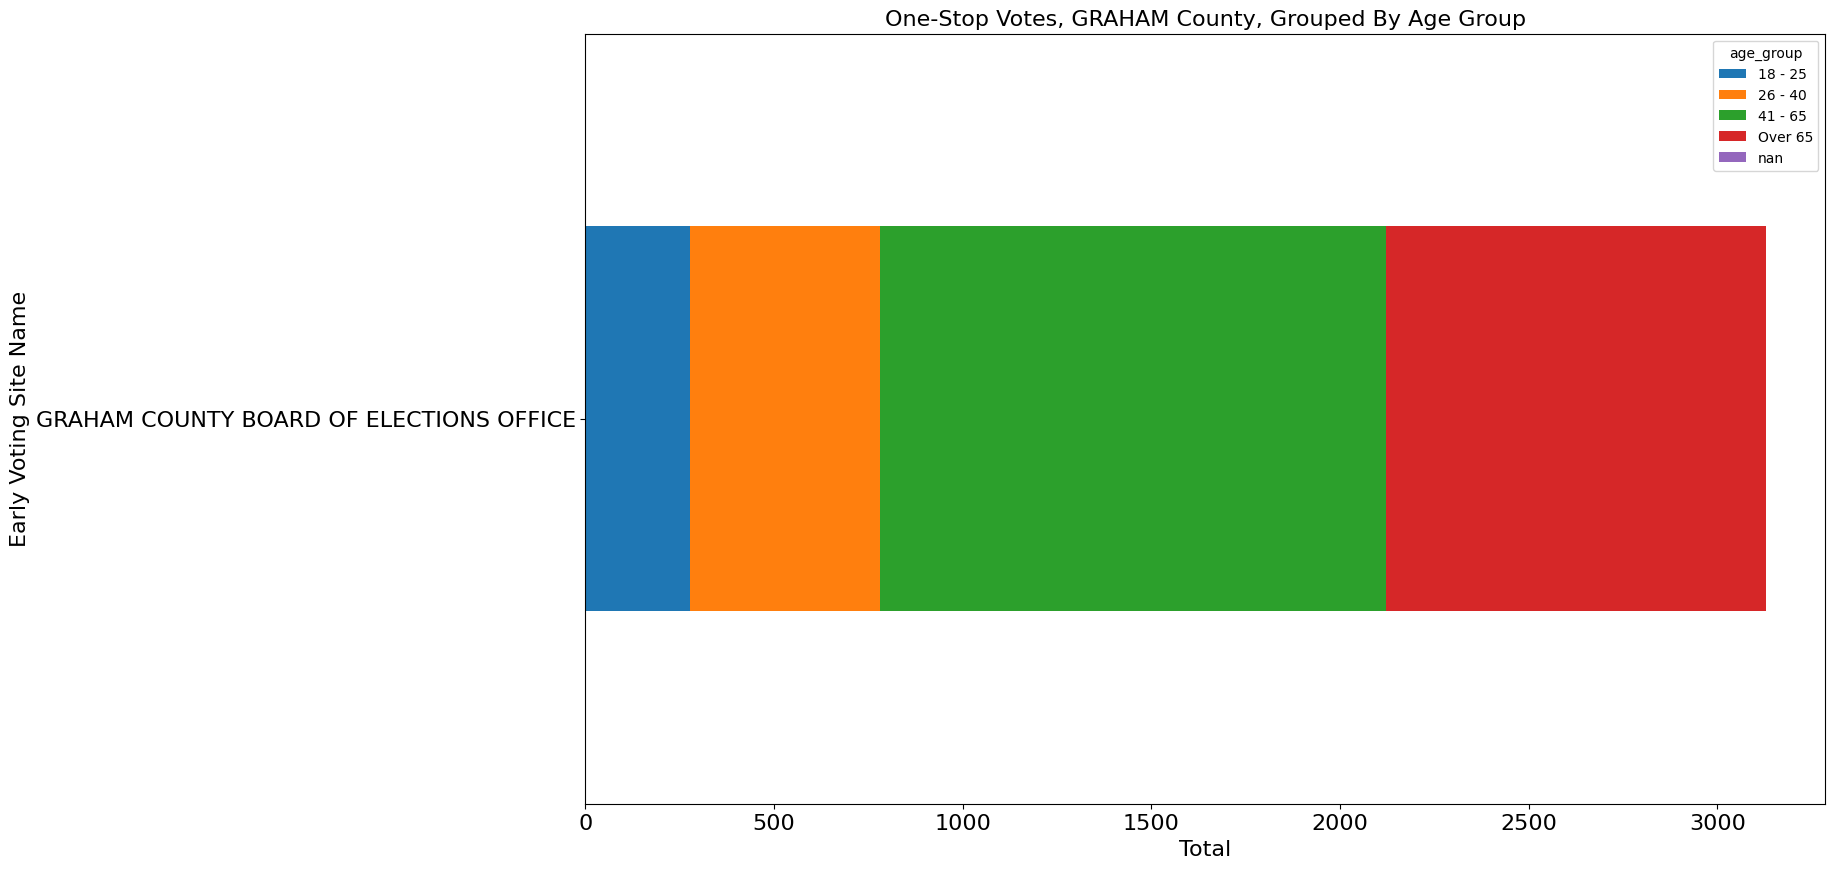 One-Stop Votes, GRAHAM County, Grouped By Age Group
age_group
18 - 25
26 - 40
41 - 65
Over 65
nan
Early Voting Site Name
GRAHAM COUNTY BOARD OF ELECTIONS OFFICE
0 500 1000 1500 2000 2500 3000
Total